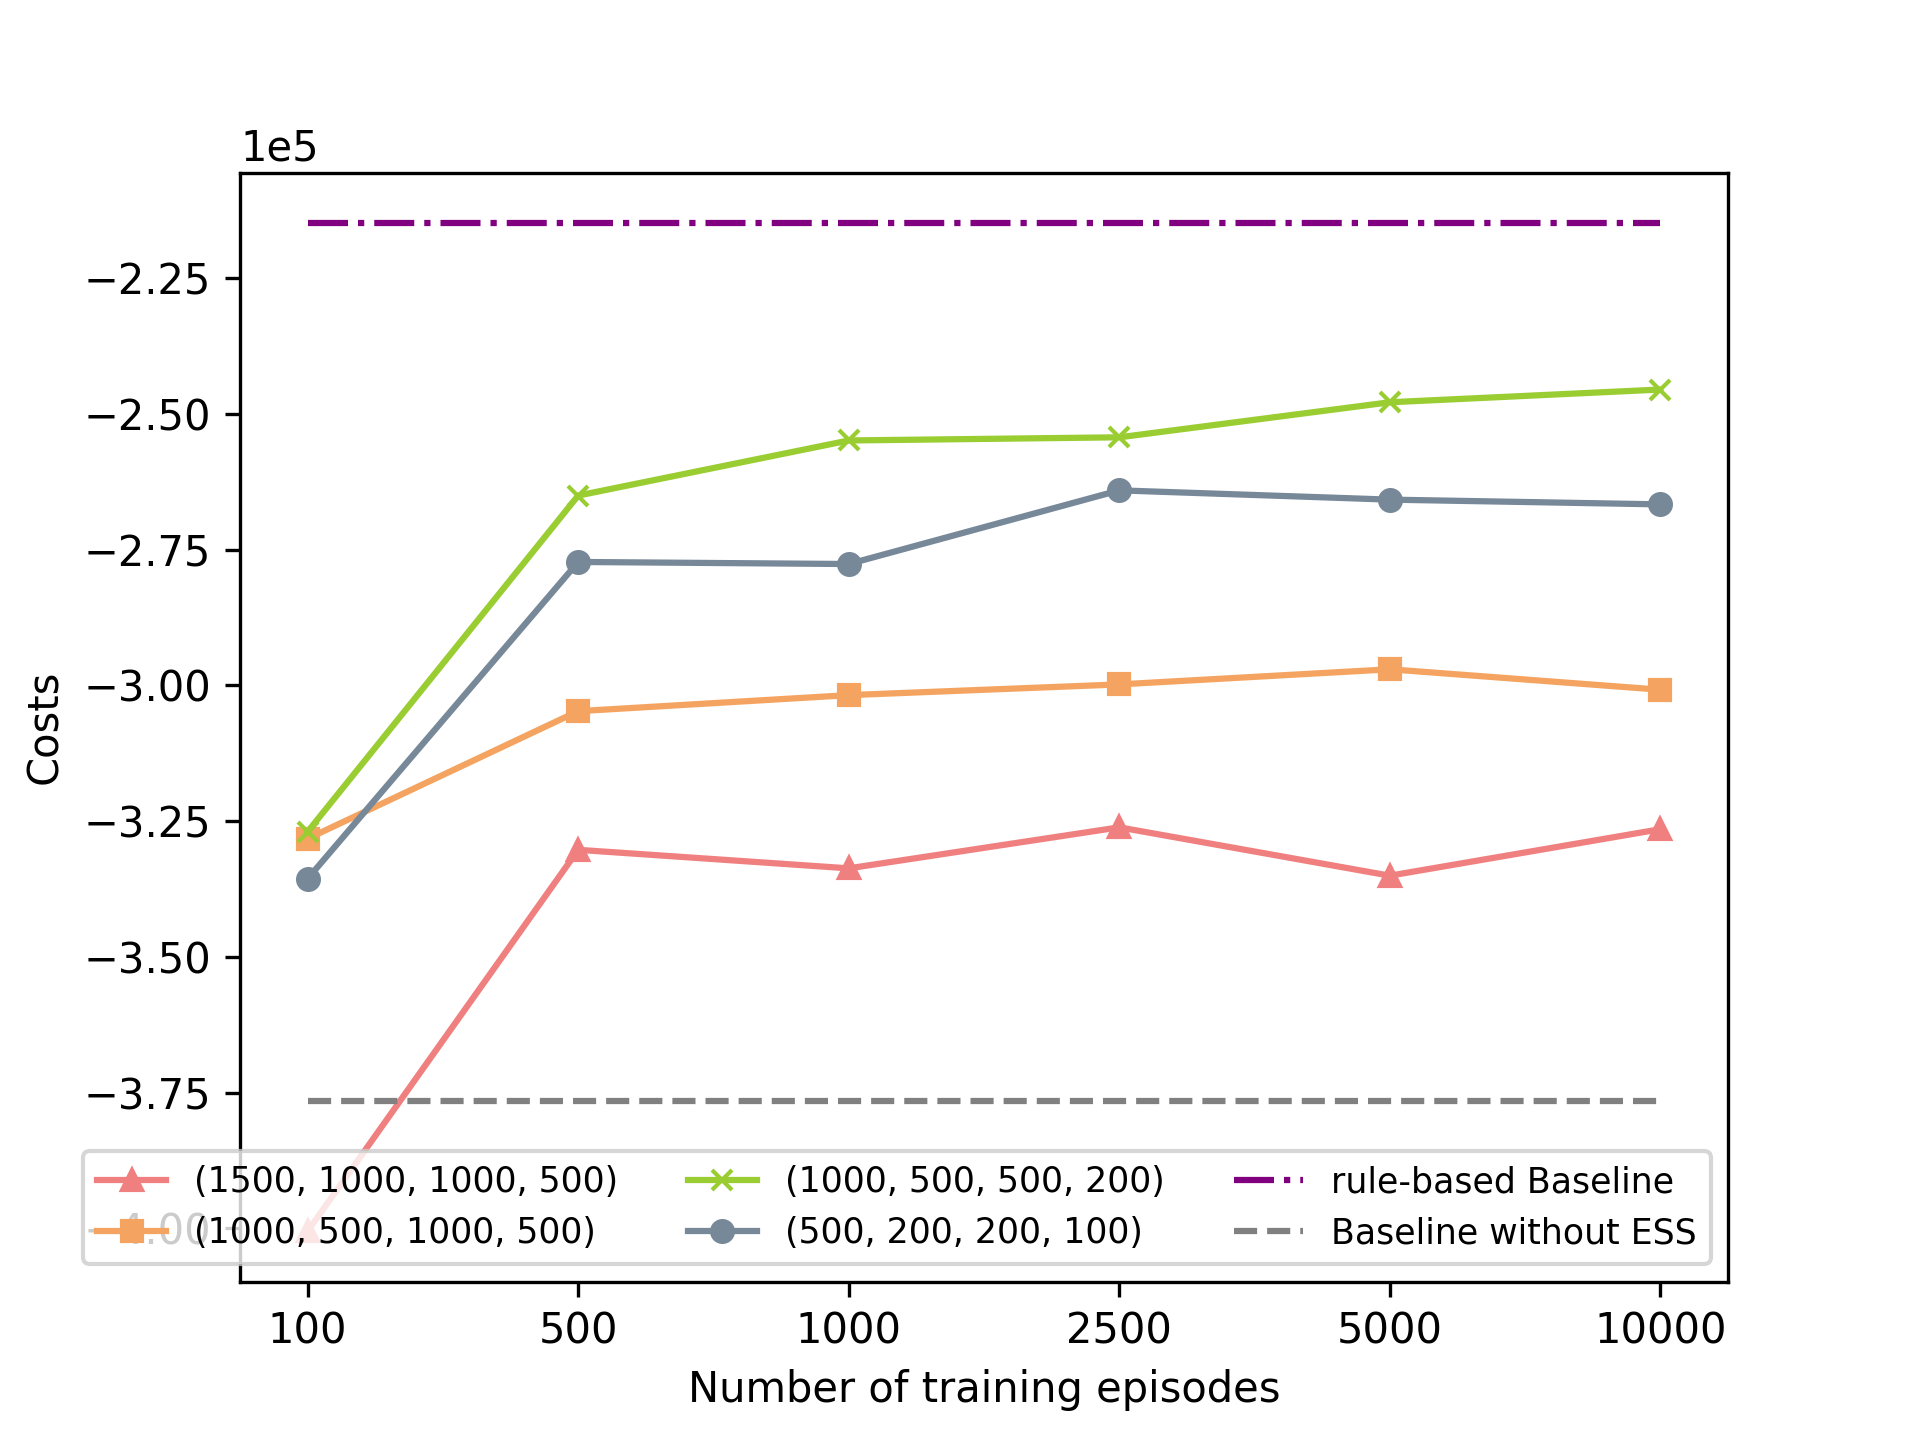 1e5
−2.25
−2.50
−2.75
−3.00
−3.25
−3.50
−3.75
−4.00
Costs
(1500, 1000, 1000, 500)
(1000, 500, 1000, 500)
(1000, 500, 500, 200)
(500, 200, 200, 100)
rule-based Baseline
Baseline without ESS
100 500 1000 2500 5000 10000
Number of training episodes